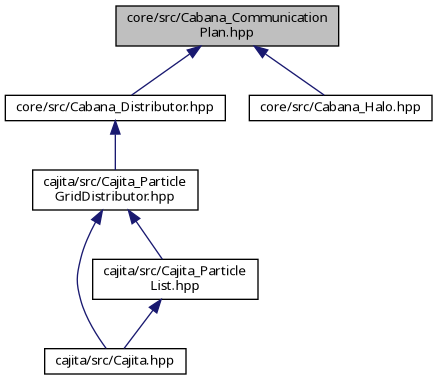 core/src/Cabana_Communication
Plan.hpp
core/src/Cabana_Distributor.hpp
core/src/Cabana_Halo.hpp
cajita/src/Cajita_Particle
GridDistributor.hpp
cajita/src/Cajita_Particle
List.hpp
cajita/src/Cajita.hpp